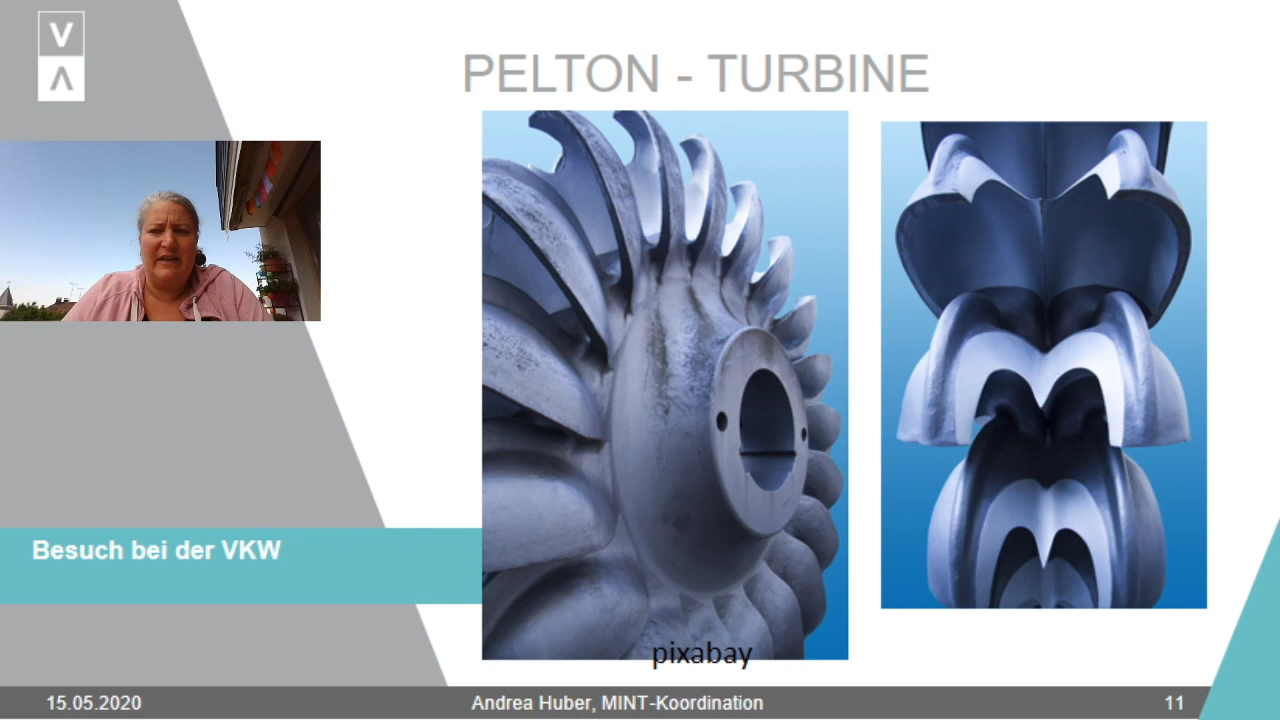 V
Λ
PELTON - TURBINE
Besuch bei der VKW
pixabay
15.05.2020
Andrea Huber, MINT-Koordination
11